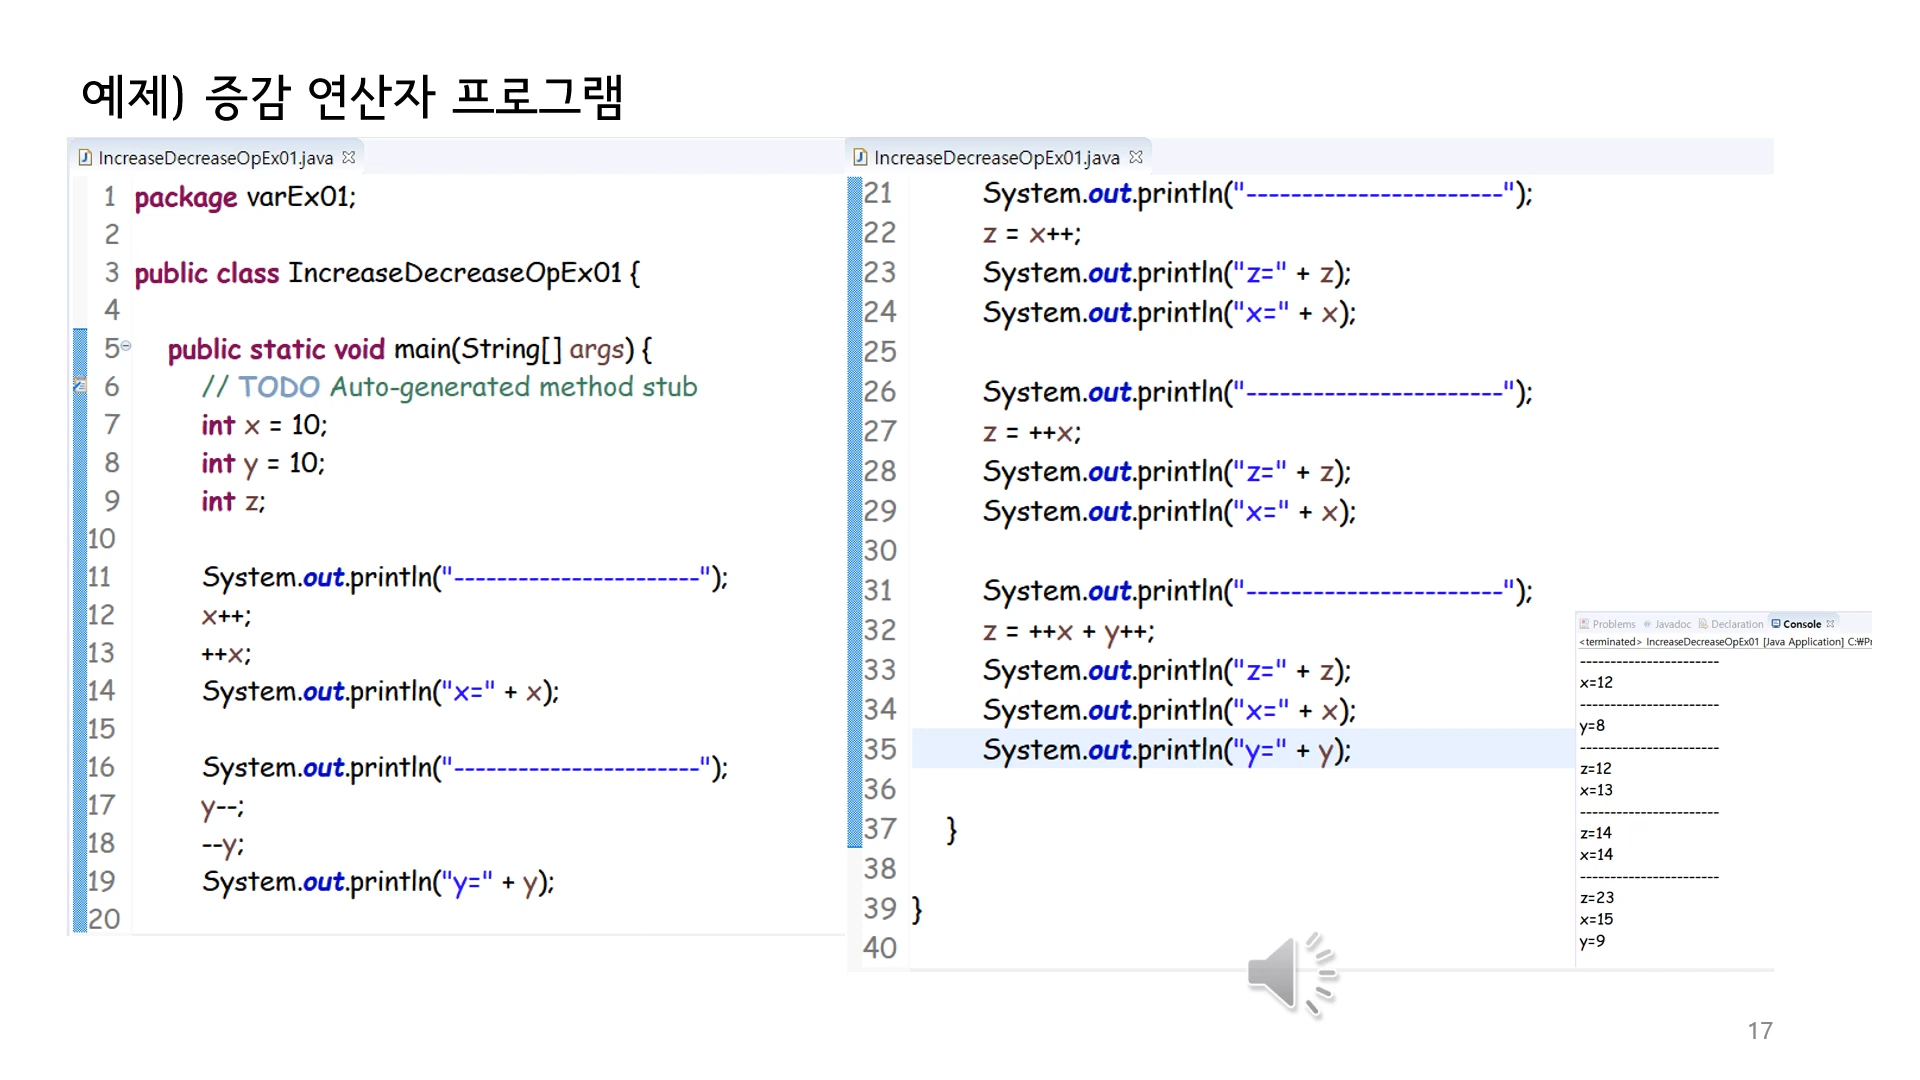 예제) 증감 연산자 프로그램
IncreaseDecreaseOpEx01.java
1 package varEx01;
2
3 public class IncreaseDecreaseOpEx01 {
4
5 public static void main(String[] args) {
6 // TODO Auto-generated method stub
7 int x = 10;
8 int y = 10;
9 int z;
10
11 System.out.println("-----------------------");
12 x++;
13 ++x;
14 System.out.println("x=" + x);
15
16 System.out.println("-----------------------");
17 y--;
18 --y;
19 System.out.println("y=" + y);
20
IncreaseDecreaseOpEx01.java
21 System.out.println("-----------------------");
22 z = x++;
23 System.out.println("z=" + z);
24 System.out.println("x=" + x);
25
26 System.out.println("-----------------------");
27 z = ++x;
28 System.out.println("z=" + z);
29 System.out.println("x=" + x);
30
31 System.out.println("-----------------------");
32 z = ++x + y++;
33 System.out.println("z=" + z);
34 System.out.println("x=" + x);
35 System.out.println("y=" + y);
36
37 }
38
39 }
40
Problems Javadoc Declaration Console
<terminated> IncreaseDecreaseOpEx01 [Java Application] C:₩Pr
-----------------------
x=12
-----------------------
y=8
-----------------------
z=12
x=13
-----------------------
z=14
x=14
-----------------------
z=23
x=15
y=9
17